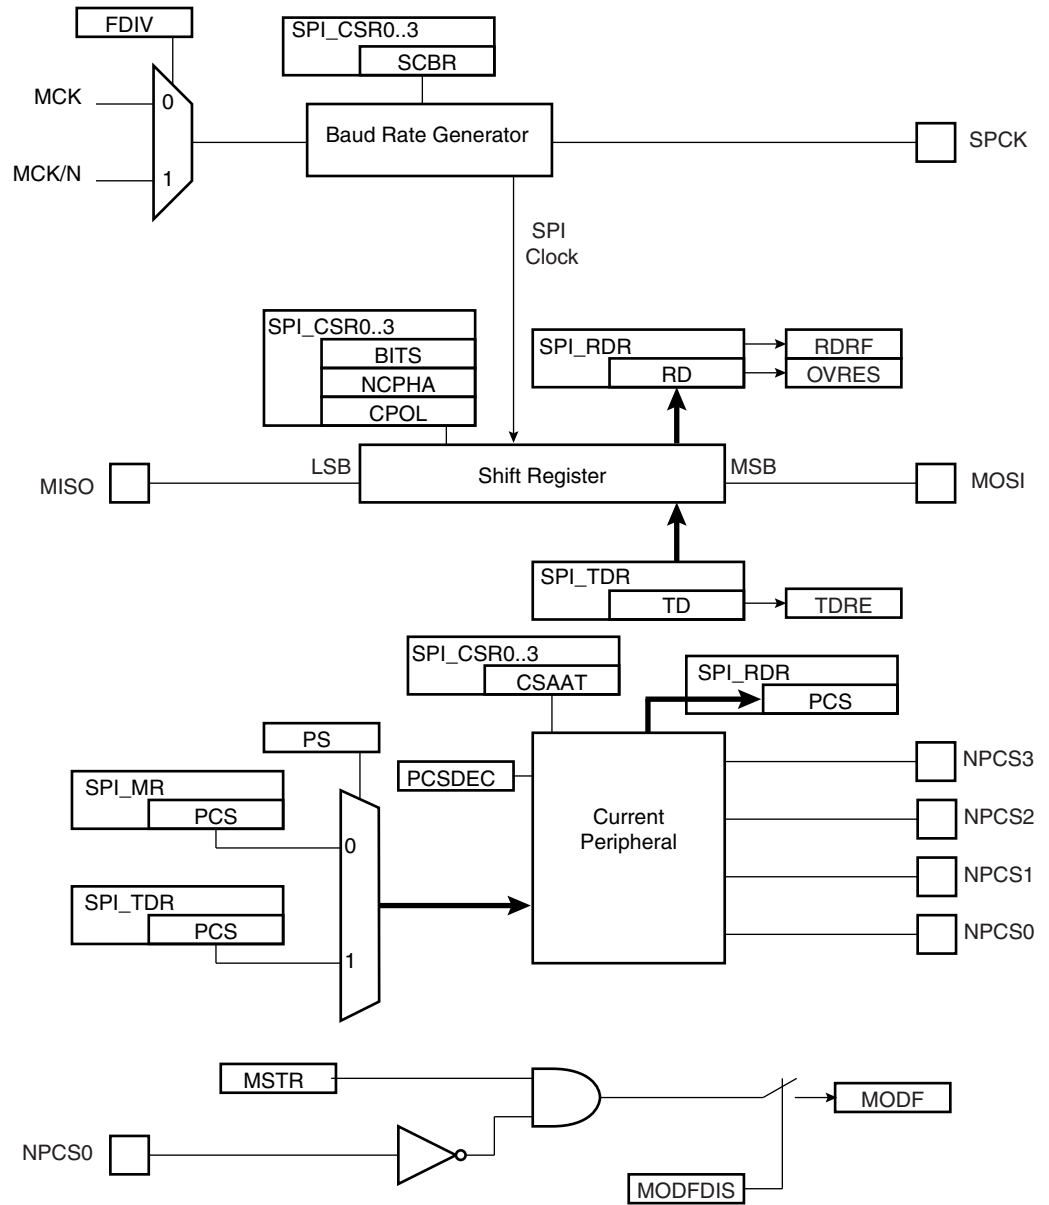 FDIV
SPI_CSR0..3
SCBR
MCK
0
Baud Rate Generator
SPCK
MCK/N
1
SPI
Clock
SPI_CSR0..3
BITS
NCPHA
CPOL
SPI_RDR
RD
RDRF
OVRES
MISO
LSB
Shift Register
MSB
MOSI
SPI_TDR
TD
TDRE
SPI_CSR0..3
CSAAT
SPI_RDR
PCS
PS
PCSDEC
SPI_MR
PCS
0
SPI_TDR
PCS
1
Current
Peripheral
NPCS3
NPCS2
NPCS1
NPCS0
MSTR
MODF
NPCS0
MODFDIS